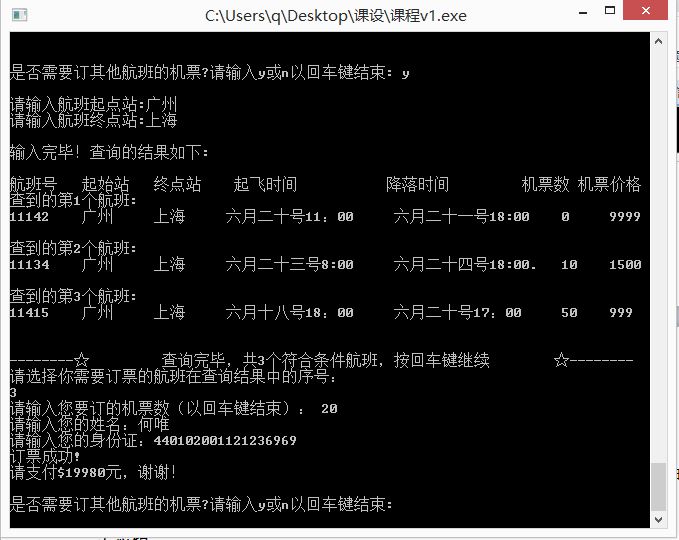 C:\Users\q\Desktop\课设\课程v1.exe
是否需要订其他航班的机票?请输入y或n以回车键结束: y
请输入航班起点站:广州
请输入航班终点站:上海
输入完毕! 查询的结果如下:
航班号 起始站 终点站 起飞时间 降落时间 机票数 机票价格
查到的第1个航班:
11142 广州 上海 六月二十号11：00 六月二十一号18:00 0 9999
查到的第2个航班:
11134 广州 上海 六月二十三号8:00 六月二十四号18:00. 10 1500
查到的第3个航班:
11415 广州 上海 六月十八号18：00 六月二十号17：00 50 999
--------☆ 查询完毕，共3个符合条件航班，按回车键继续 ☆--------
请选择你需要订票的航班在查询结果中的序号:
3
请输入您要订的机票数（以回车键结束）： 20
请输入您的姓名: 何唯
请输入您的身份证: 440102001121236969
订票成功!
请支付$19980元，谢谢!
是否需要订其他航班的机票?请输入y或n以回车键结束: